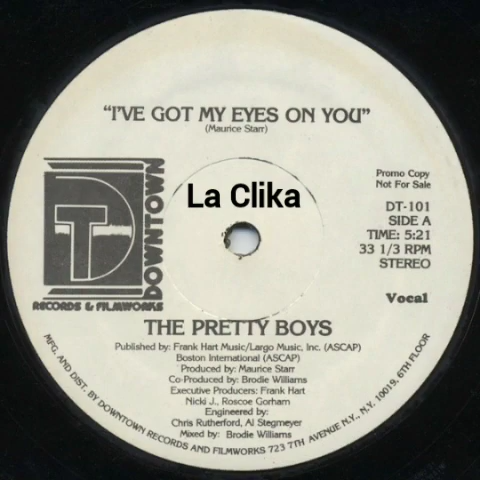 "I'VE GOT MY EYES ON YOU"
(Maurice Starr)
La Clika
DT
DOWNTOWN
RECORDS & FILMWORKS
Promo Copy
Not For Sale
DT-101
SIDE A
TIME: 5:21
33 1/3 RPM
STEREO
Vocal
THE PRETTY BOYS
Published by: Frank Hart Music/Largo Music, Inc. (ASCAP)
Boston International (ASCAP)
Produced by: Maurice Starr
Co-Produced by: Brodie Williams
Executive Producers: Frank Hart
Nicki J., Roscoe Gorham
Engineered by:
Chris Rutherford, Al Stegmeyer
Mixed by: Brodie Williams
MFG. AND DIST. BY DOWNTOWN RECORDS AND FILMWORKS 723 7TH AVENUE N.Y., N.Y. 10019, 6TH FLOOR